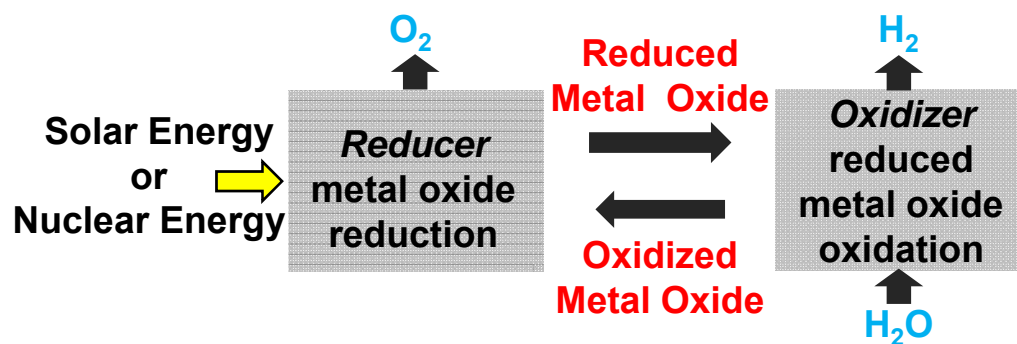 O₂
H₂
Solar Energy
or
Nuclear Energy
Reducer
metal oxide
reduction
Reduced
Metal Oxide
Oxidized
Metal Oxide
Oxidizer
reduced
metal oxide
oxidation
H₂O